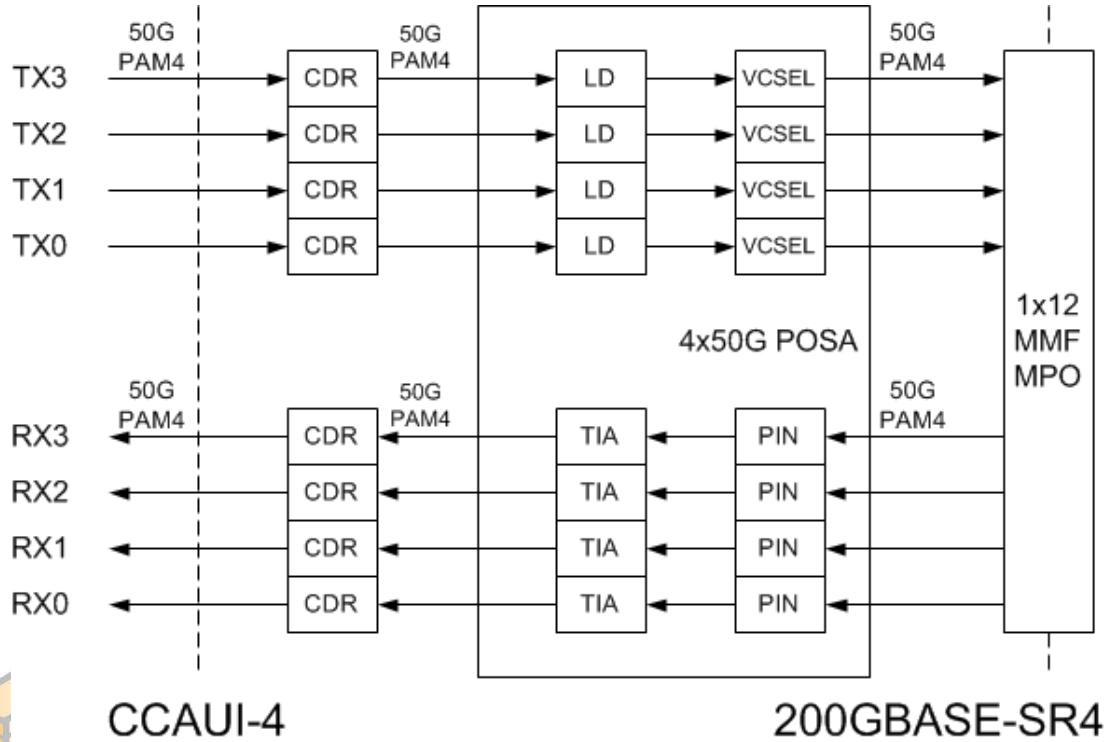 50G
PAM4
50G
PAM4
50G
PAM4
TX3 CDR LD VCSEL
TX2 CDR LD VCSEL
TX1 CDR LD VCSEL
TX0 CDR LD VCSEL
1x12
MMF
MPO
4x50G POSA
50G
PAM4
50G
PAM4
50G
PAM4
RX3 CDR TIA PIN
RX2 CDR TIA PIN
RX1 CDR TIA PIN
RX0 CDR TIA PIN
CCAUI-4 200GBASE-SR4